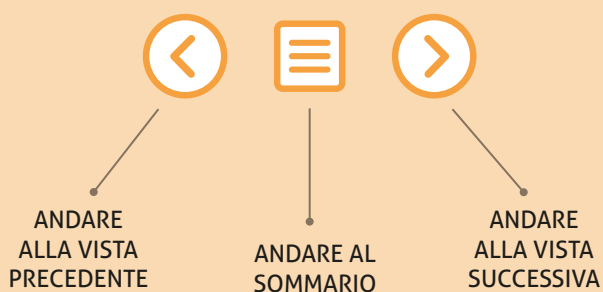 ANDARE
ALLA VISTA
PRECEDENTE
ANDARE AL
SOMMARIO
ANDARE
ALLA VISTA
SUCCESSIVA